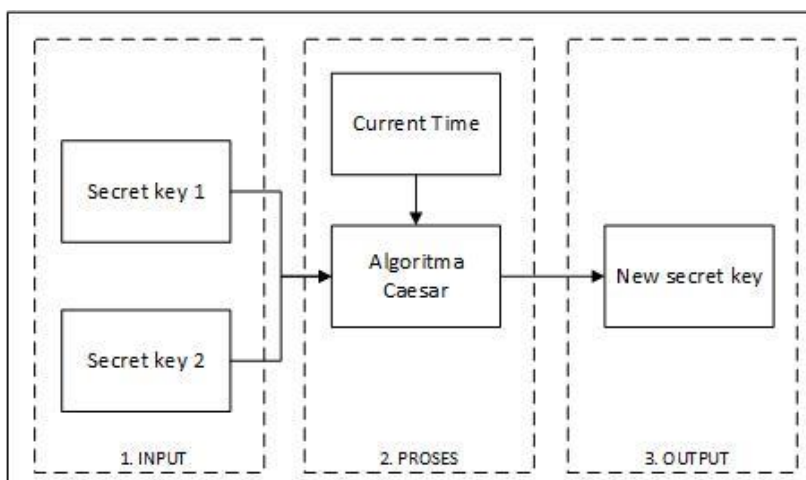 Secret key 1
Secret key 2
1. INPUT
Current Time
Algoritma
Caesar
2. PROSES
New secret key
3. OUTPUT